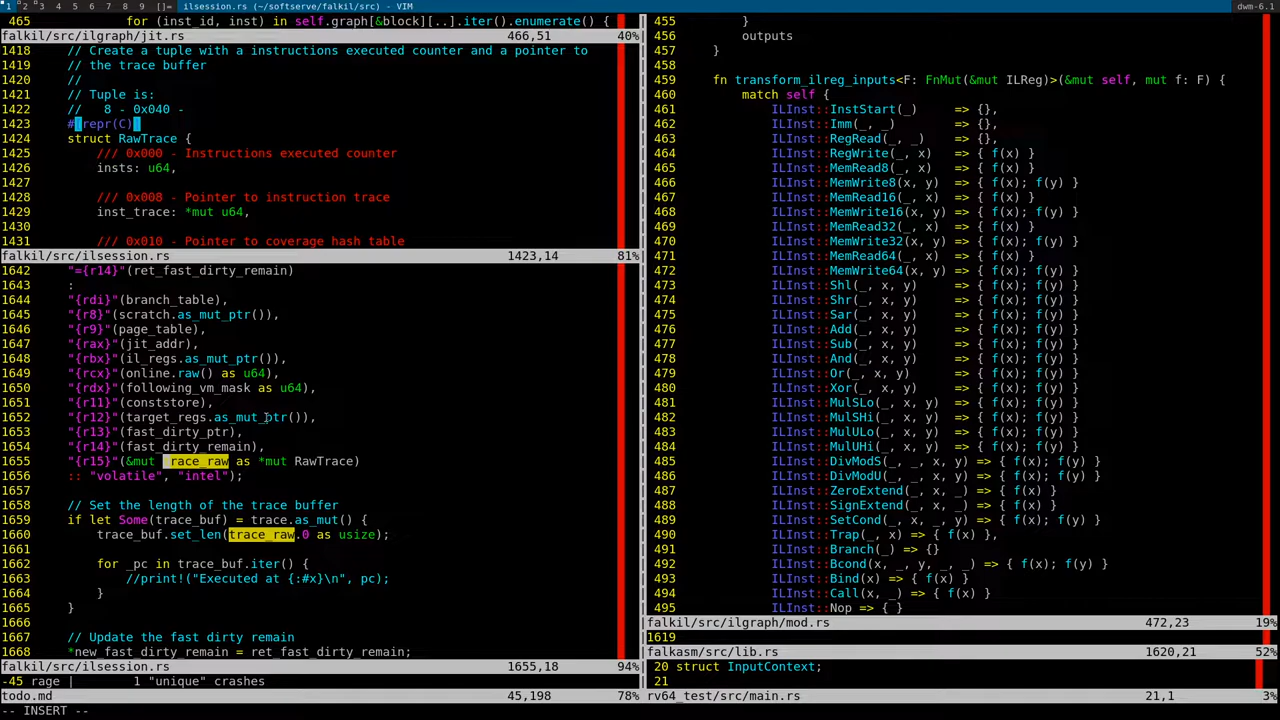 1 2 3 4 5 6 7 8 9 []= ilsession.rs (~/softserve/falkil/src) - VIM dwm-6.1
465 for (inst_id, inst) in self.graph[&block][..].iter().enumerate() {
falkil/src/ilgraph/jit.rs 466,51 40%
1418 // Create a tuple with a instructions executed counter and a pointer to
1419 // the trace buffer
1420 //
1421 // Tuple is:
1422 // 8 - 0x040 -
1423 #[repr(C)]
1424 struct RawTrace {
1425 /// 0x000 - Instructions executed counter
1426 insts: u64,
1427
1428 /// 0x008 - Pointer to instruction trace
1429 inst_trace: *mut u64,
1430
1431 /// 0x010 - Pointer to coverage hash table
falkil/src/ilsession.rs 1423,14 81%
1642 "={r14}"(ret_fast_dirty_remain)
1643 :
1644 "{rdi}"(branch_table),
1645 "{r8}"(scratch.as_mut_ptr()),
1646 "{r9}"(page_table),
1647 "{rax}"(jit_addr),
1648 "{rbx}"(il_regs.as_mut_ptr()),
1649 "{rcx}"(online.raw() as u64),
1650 "{rdx}"(following_vm_mask as u64),
1651 "{r11}"(conststore),
1652 "{r12}"(target_regs.as_mut_ptr()),
1653 "{r13}"(fast_dirty_ptr),
1654 "{r14}"(fast_dirty_remain),
1655 "{r15}"(&mut trace_raw as *mut RawTrace)
1656 :: "volatile", "intel");
1657
1658 // Set the length of the trace buffer
1659 if let Some(trace_buf) = trace.as_mut() {
1660 trace_buf.set_len(trace_raw.0 as usize);
1661
1662 for _pc in trace_buf.iter() {
1663 //print!("Executed at {:#x}\n", pc);
1664 }
1665 }
1666
1667 // Update the fast dirty remain
1668 *new_fast_dirty_remain = ret_fast_dirty_remain;
falkil/src/ilsession.rs 1655,18 94%
-45 rage | 1 "unique" crashes
todo.md 45,198 78%
-- INSERT --
455 }
456 outputs
457 }
458
459 fn transform_ilreg_inputs<F: FnMut(&mut ILReg)>(&mut self, mut f: F) {
460 match self {
461 ILInst::InstStart(_) => {},
462 ILInst::Imm(_, _) => {},
463 ILInst::RegRead(_, _) => {},
464 ILInst::RegWrite(_, x) => { f(x) }
465 ILInst::MemRead8(_, x) => { f(x) }
466 ILInst::MemWrite8(x, y) => { f(x); f(y) }
467 ILInst::MemRead16(_, x) => { f(x) }
468 ILInst::MemWrite16(x, y) => { f(x); f(y) }
469 ILInst::MemRead32(_, x) => { f(x) }
470 ILInst::MemWrite32(x, y) => { f(x); f(y) }
471 ILInst::MemRead64(_, x) => { f(x) }
472 ILInst::MemWrite64(x, y) => { f(x); f(y) }
473 ILInst::Shl(_, x, y) => { f(x); f(y) }
474 ILInst::Shr(_, x, y) => { f(x); f(y) }
475 ILInst::Sar(_, x, y) => { f(x); f(y) }
476 ILInst::Add(_, x, y) => { f(x); f(y) }
477 ILInst::Sub(_, x, y) => { f(x); f(y) }
478 ILInst::And(_, x, y) => { f(x); f(y) }
479 ILInst::Or(_, x, y) => { f(x); f(y) }
480 ILInst::Xor(_, x, y) => { f(x); f(y) }
481 ILInst::MulSLo(_, x, y) => { f(x); f(y) }
482 ILInst::MulSHi(_, x, y) => { f(x); f(y) }
483 ILInst::MulULo(_, x, y) => { f(x); f(y) }
484 ILInst::MulUHi(_, x, y) => { f(x); f(y) }
485 ILInst::DivModS(_, _, x, y) => { f(x); f(y) }
486 ILInst::DivModU(_, _, x, y) => { f(x); f(y) }
487 ILInst::ZeroExtend(_, x, _) => { f(x) }
488 ILInst::SignExtend(_, x, _) => { f(x) }
489 ILInst::SetCond(_, _, x, y) => { f(x); f(y) }
490 ILInst::Trap(_, x) => { f(x) },
491 ILInst::Branch(_) => {}
492 ILInst::Bcond(_, x, y, _, _) => { f(x); f(y) }
493 ILInst::Bind(x) => { f(x) }
494 ILInst::Call(x, _) => { f(x) }
495 ILInst::Nop => { }
falkil/src/ilgraph/mod.rs 472,23 19%
1619
falkasm/src/lib.rs 1620,21 52%
20 struct InputContext;
21
rv64_test/src/main.rs 21,1 3%